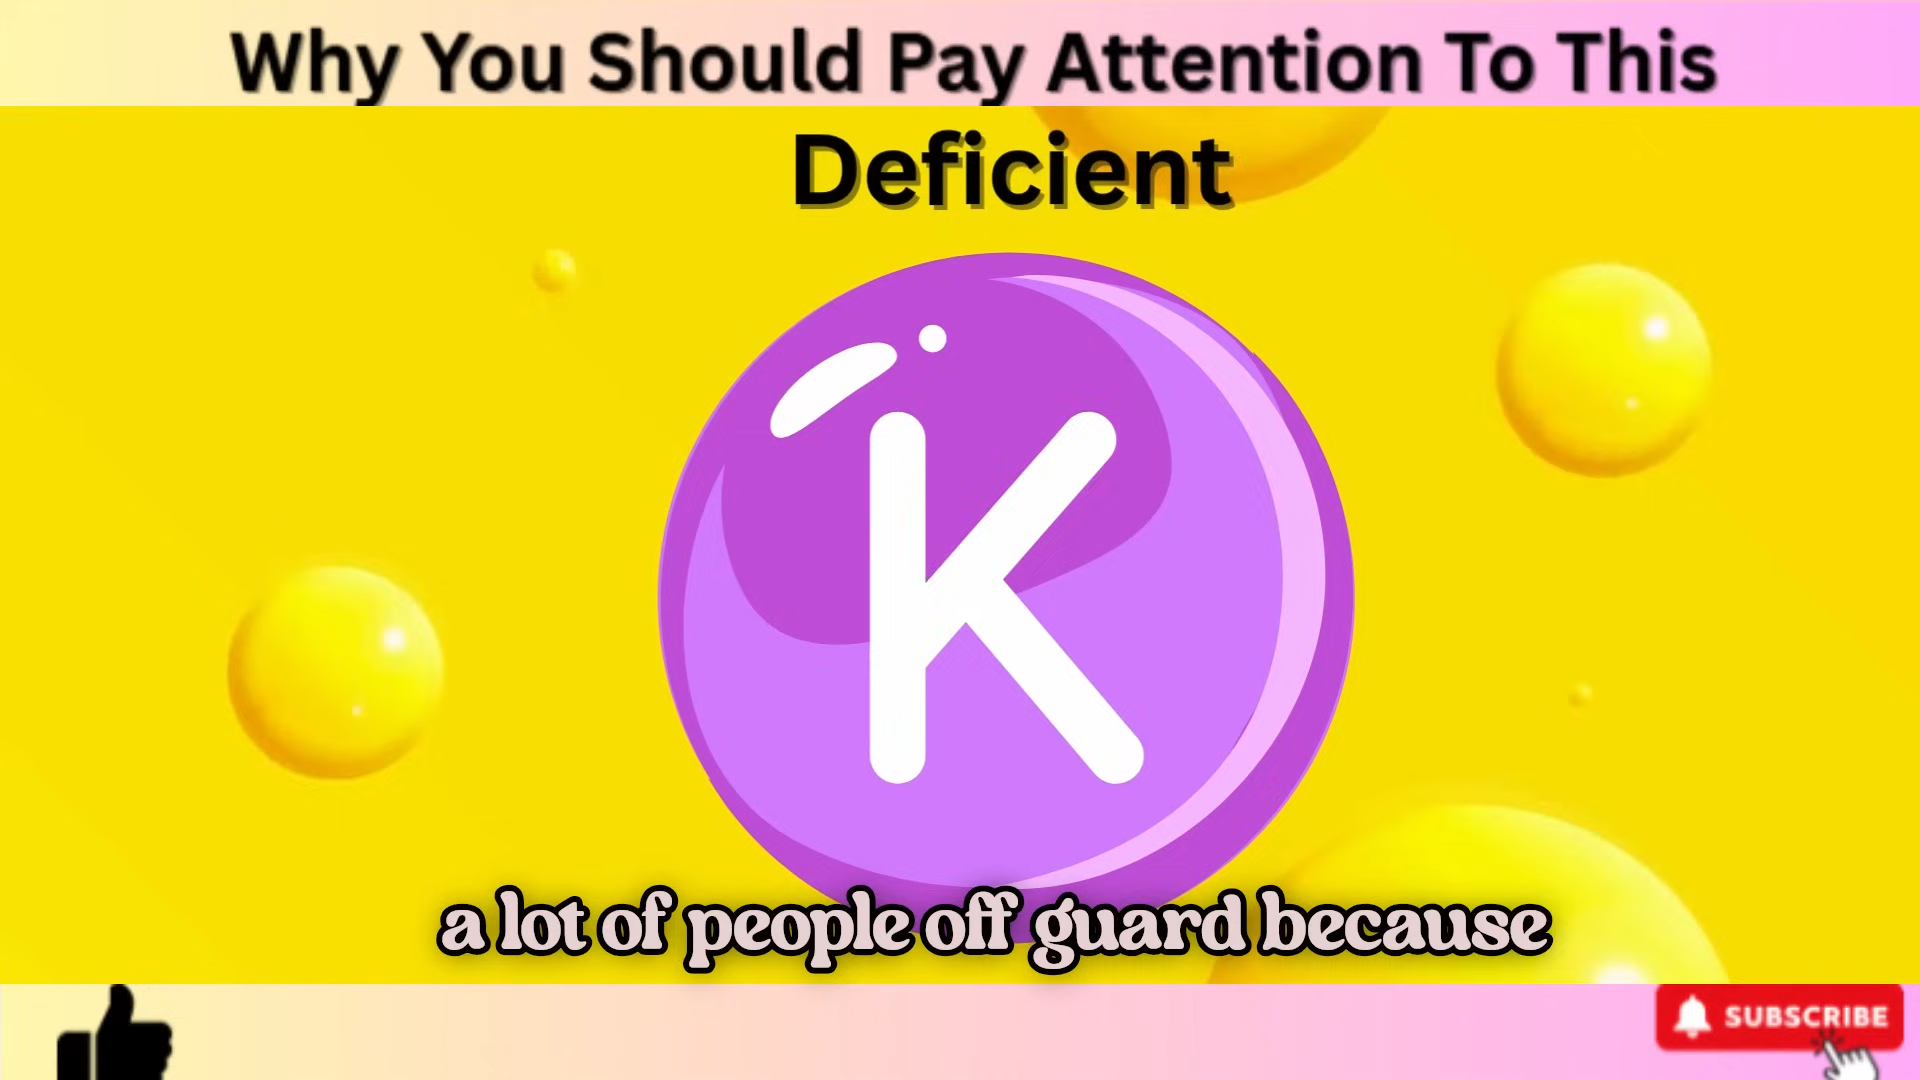 Why You Should Pay Attention To This
Deficient
K
a lot of people off guard because
SUBSCRIBE